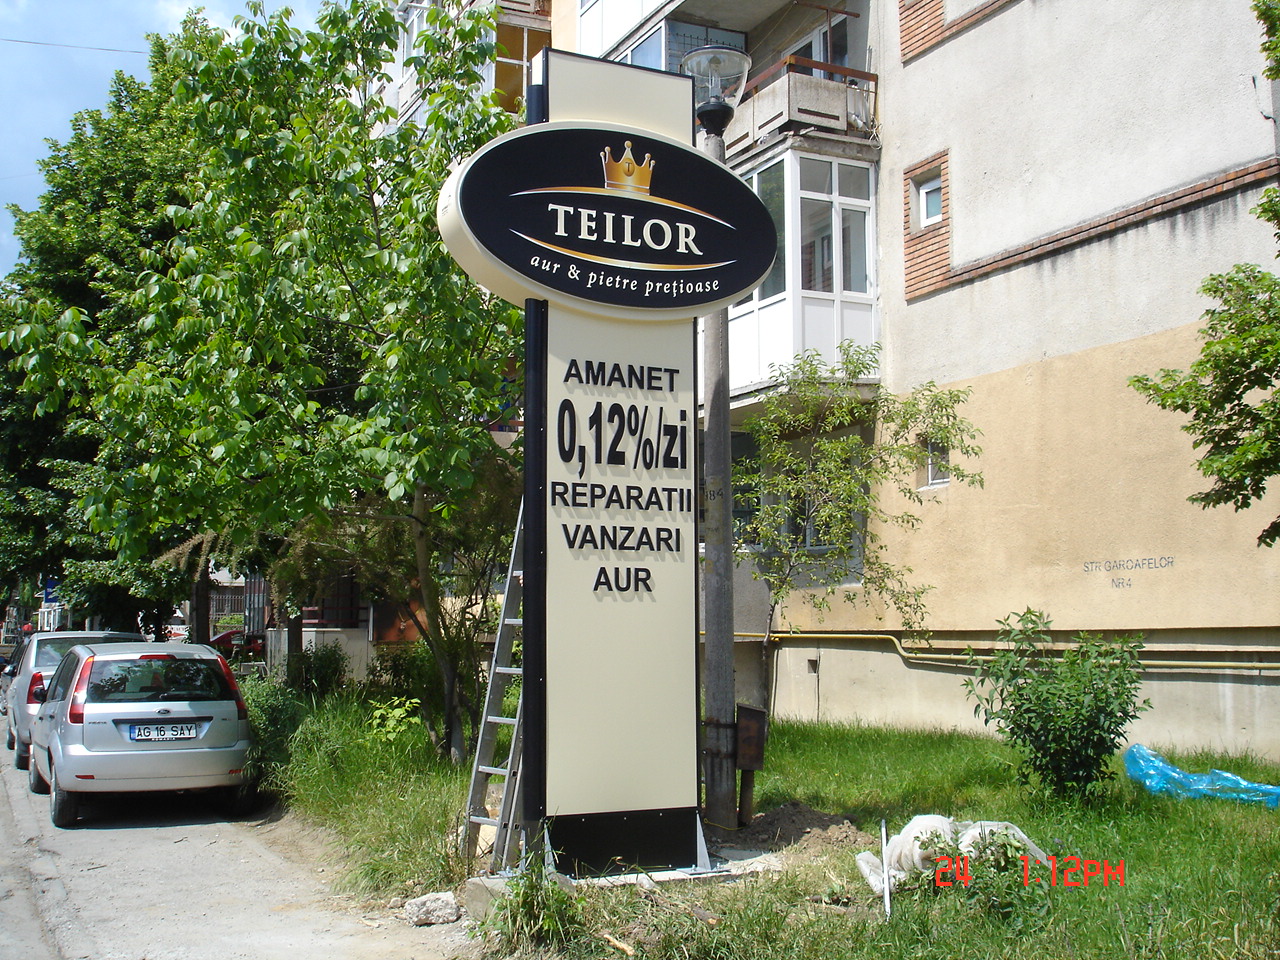 T
TEILOR
aur & pietre prețioase
AMANET
0,12%/zi
REPARATII
VANZARI
AUR
184
STR GAROAFELOR
NR4
AG 16 SAY
24 1:12PM